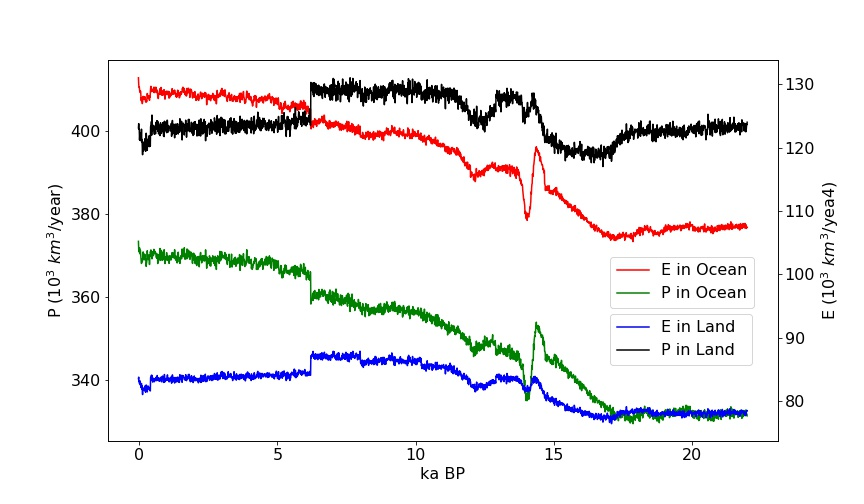 P (10³ km³/year)
400
380
360
340
130
120
110
100
90
80
E (10³ km³/yea4)
0 5 10 15 20
ka BP
E in Ocean
P in Ocean
E in Land
P in Land